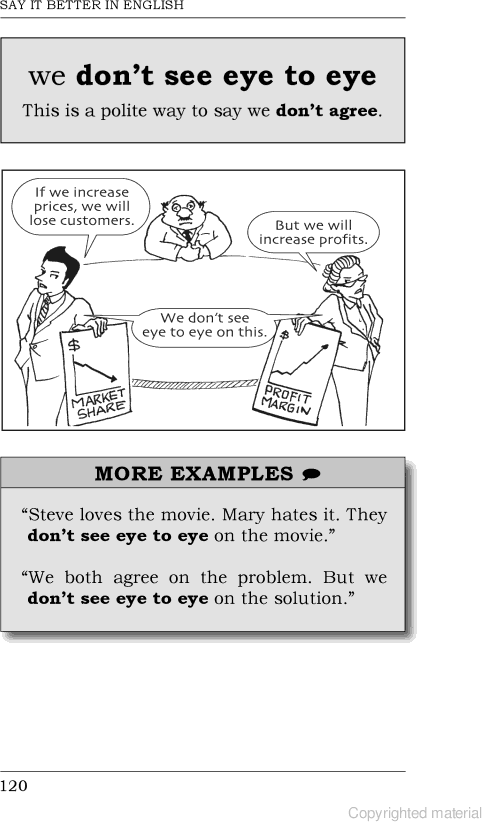 SAY IT BETTER IN ENGLISH
we don't see eye to eye
This is a polite way to say we don't agree.
If we increase
prices, we will
lose customers.
But we will
increase profits.
We don't see
eye to eye on this.
$
MARKET
SHARE
$
PROFIT
MARGIN
MORE EXAMPLES
“Steve loves the movie. Mary hates it. They
don't see eye to eye on the movie.”
“We both agree on the problem. But we
don't see eye to eye on the solution.”
120
Copyrighted material